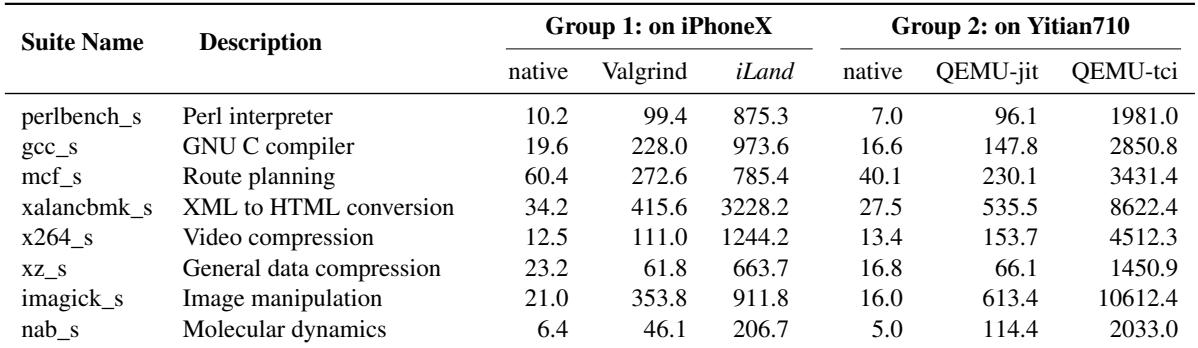 Suite Name Description Group 1: on iPhoneX Group 2: on Yitian710
native Valgrind iLand native QEMU-jit QEMU-tci
perlbench_s Perl interpreter 10.2 99.4 875.3 7.0 96.1 1981.0
gcc_s GNU C compiler 19.6 228.0 973.6 16.6 147.8 2850.8
mcf_s Route planning 60.4 272.6 785.4 40.1 230.1 3431.4
xalancbmk_s XML to HTML conversion 34.2 415.6 3228.2 27.5 535.5 8622.4
x264_s Video compression 12.5 111.0 1244.2 13.4 153.7 4512.3
xz_s General data compression 23.2 61.8 663.7 16.8 66.1 1450.9
imagick_s Image manipulation 21.0 353.8 911.8 16.0 613.4 10612.4
nab_s Molecular dynamics 6.4 46.1 206.7 5.0 114.4 2033.0